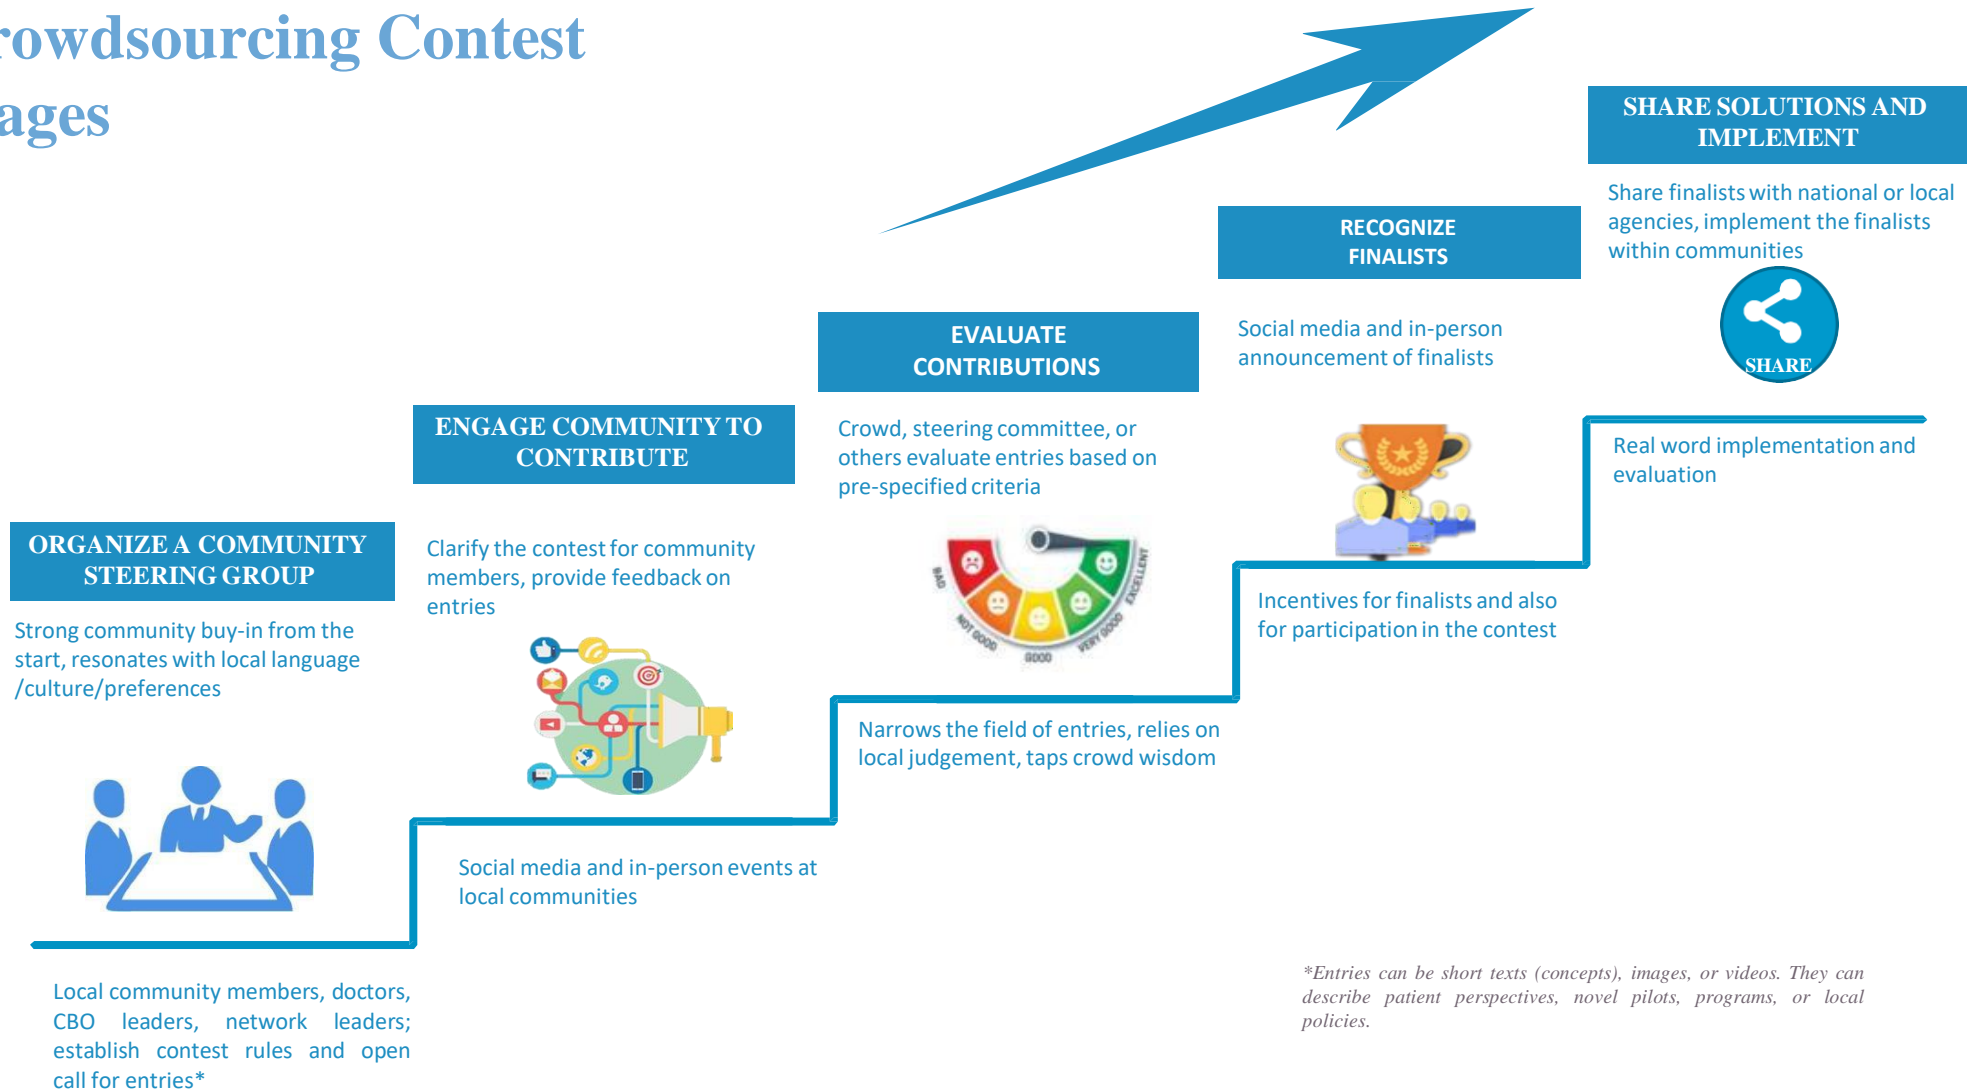 rowdsourcing Contest
ages
ORGANIZE A COMMUNITY
STEERING GROUP
Strong community buy-in from the
start, resonates with local language
/culture/preferences
Local community members, doctors,
CBO leaders, network leaders;
establish contest rules and open
call for entries*
ENGAGE COMMUNITY TO
CONTRIBUTE
Clarify the contest for community
members, provide feedback on
entries
Social media and in-person events at
local communities
EVALUATE
CONTRIBUTIONS
Crowd, steering committee, or
others evaluate entries based on
pre-specified criteria
BAD
NOT GOOD
GOOD
VERY GOOD
EXCELLENT
Narrows the field of entries, relies on
local judgement, taps crowd wisdom
RECOGNIZE
FINALISTS
Social media and in-person
announcement of finalists
Incentives for finalists and also
for participation in the contest
SHARE SOLUTIONS AND
IMPLEMENT
Share finalists with national or local
agencies, implement the finalists
within communities
SHARE
Real word implementation and
evaluation
*Entries can be short texts (concepts), images, or videos. They can
describe patient perspectives, novel pilots, programs, or local
policies.